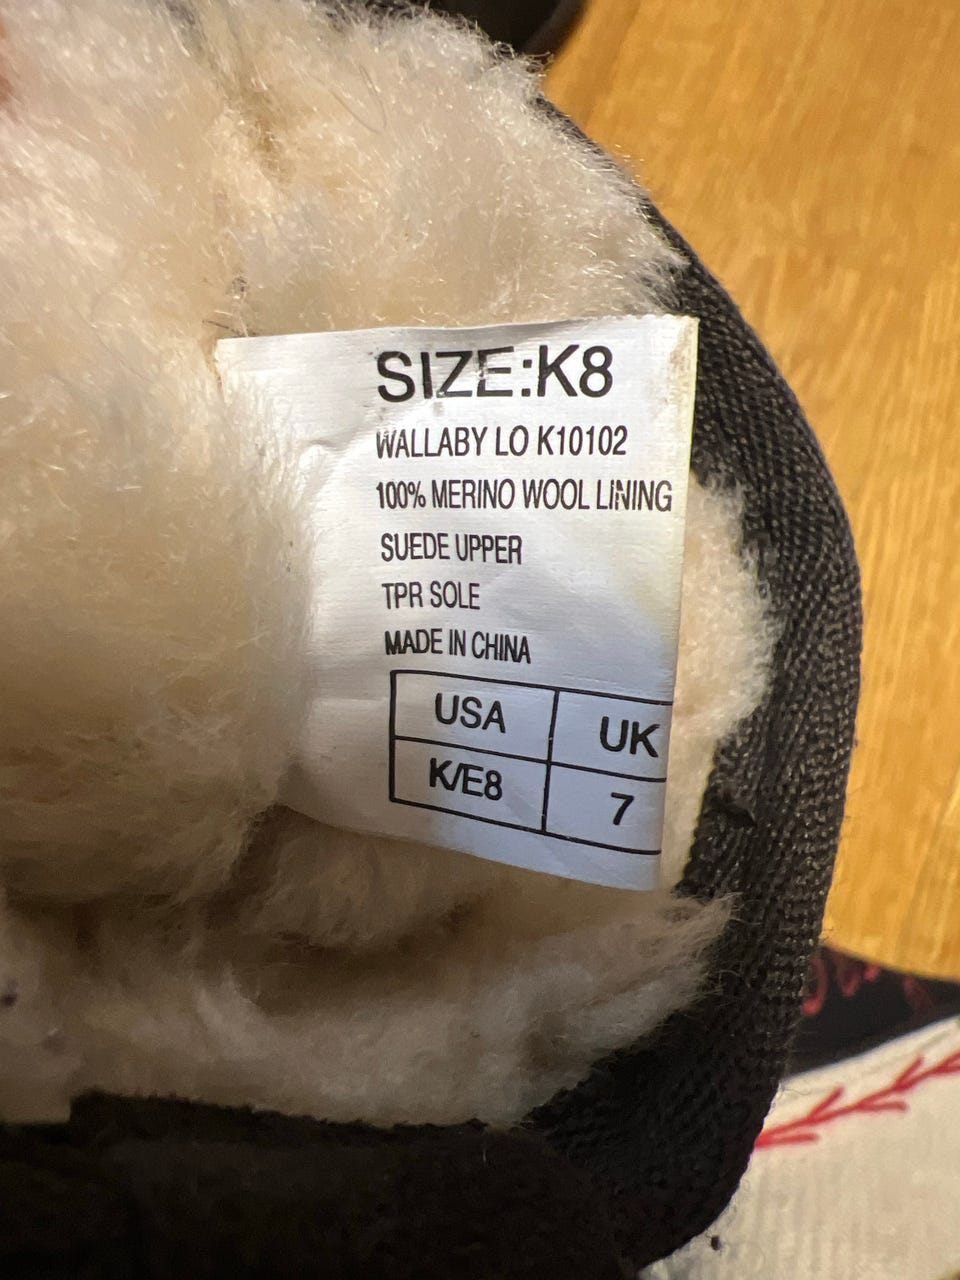 SIZE:K8
WALLABY LO K10102
100% MERINO WOOL LINING
SUEDE UPPER
TPR SOLE
MADE IN CHINA
USA UK
K/E8 7